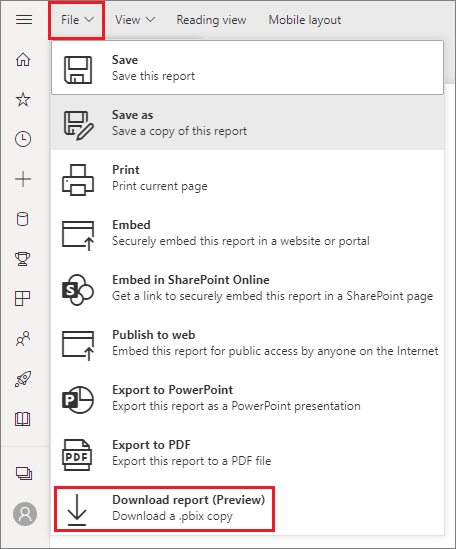 File View Reading view Mobile layout
Save
Save this report
Save as
Save a copy of this report
Print
Print current page
Embed
Securely embed this report in a website or portal
Embed in SharePoint Online
Get a link to securely embed this report in a SharePoint page
Publish to web
Embed this report for public access by anyone on the Internet
Export to PowerPoint
Export this report as a PowerPoint presentation
Export to PDF
Export this report to a PDF file
Download report (Preview)
Download a .pbix copy
S
P
PDF